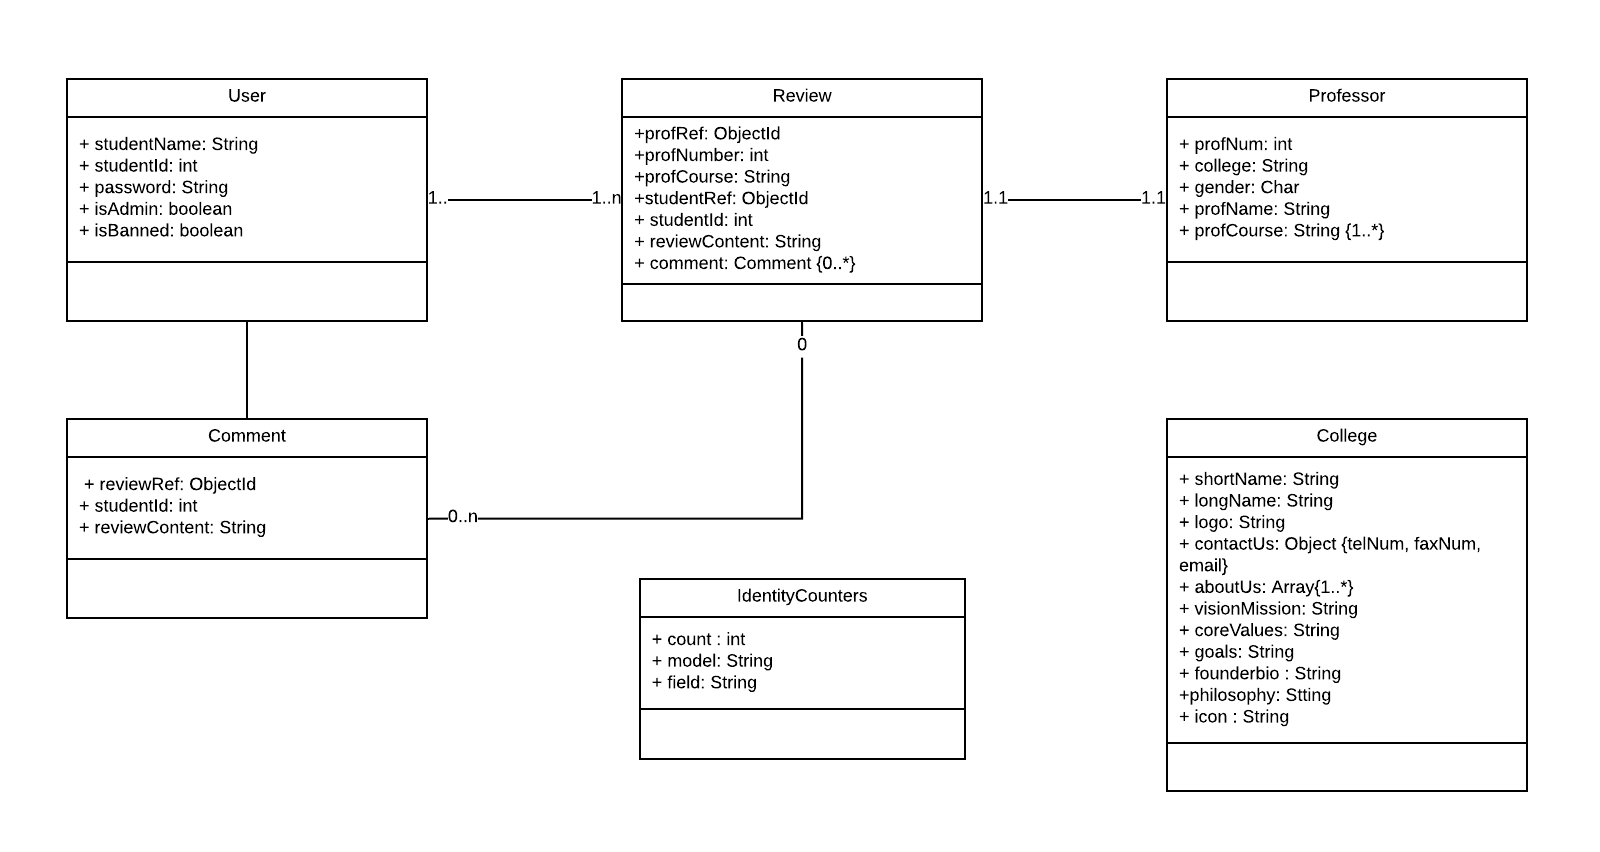 User
+ studentName: String
+ studentId: int
+ password: String
+ isAdmin: boolean
+ isBanned: boolean
1..
1..n
Review
+profRef: ObjectId
+profNumber: int
+profCourse: String
+studentRef: ObjectId
+ studentId: int
+ reviewContent: String
+ comment: Comment {0..*}
1.1
1.1
Professor
+ profNum: int
+ college: String
+ gender: Char
+ profName: String
+ profCourse: String {1..*}
0
Comment
+ reviewRef: ObjectId
+ studentId: int
+ reviewContent: String
0..n
IdentityCounters
+ count : int
+ model: String
+ field: String
College
+ shortName: String
+ longName: String
+ logo: String
+ contactUs: Object {telNum, faxNum,
email}
+ aboutUs: Array{1..*}
+ visionMission: String
+ coreValues: String
+ goals: String
+ founderbio : String
+philosophy: Stting
+ icon : String